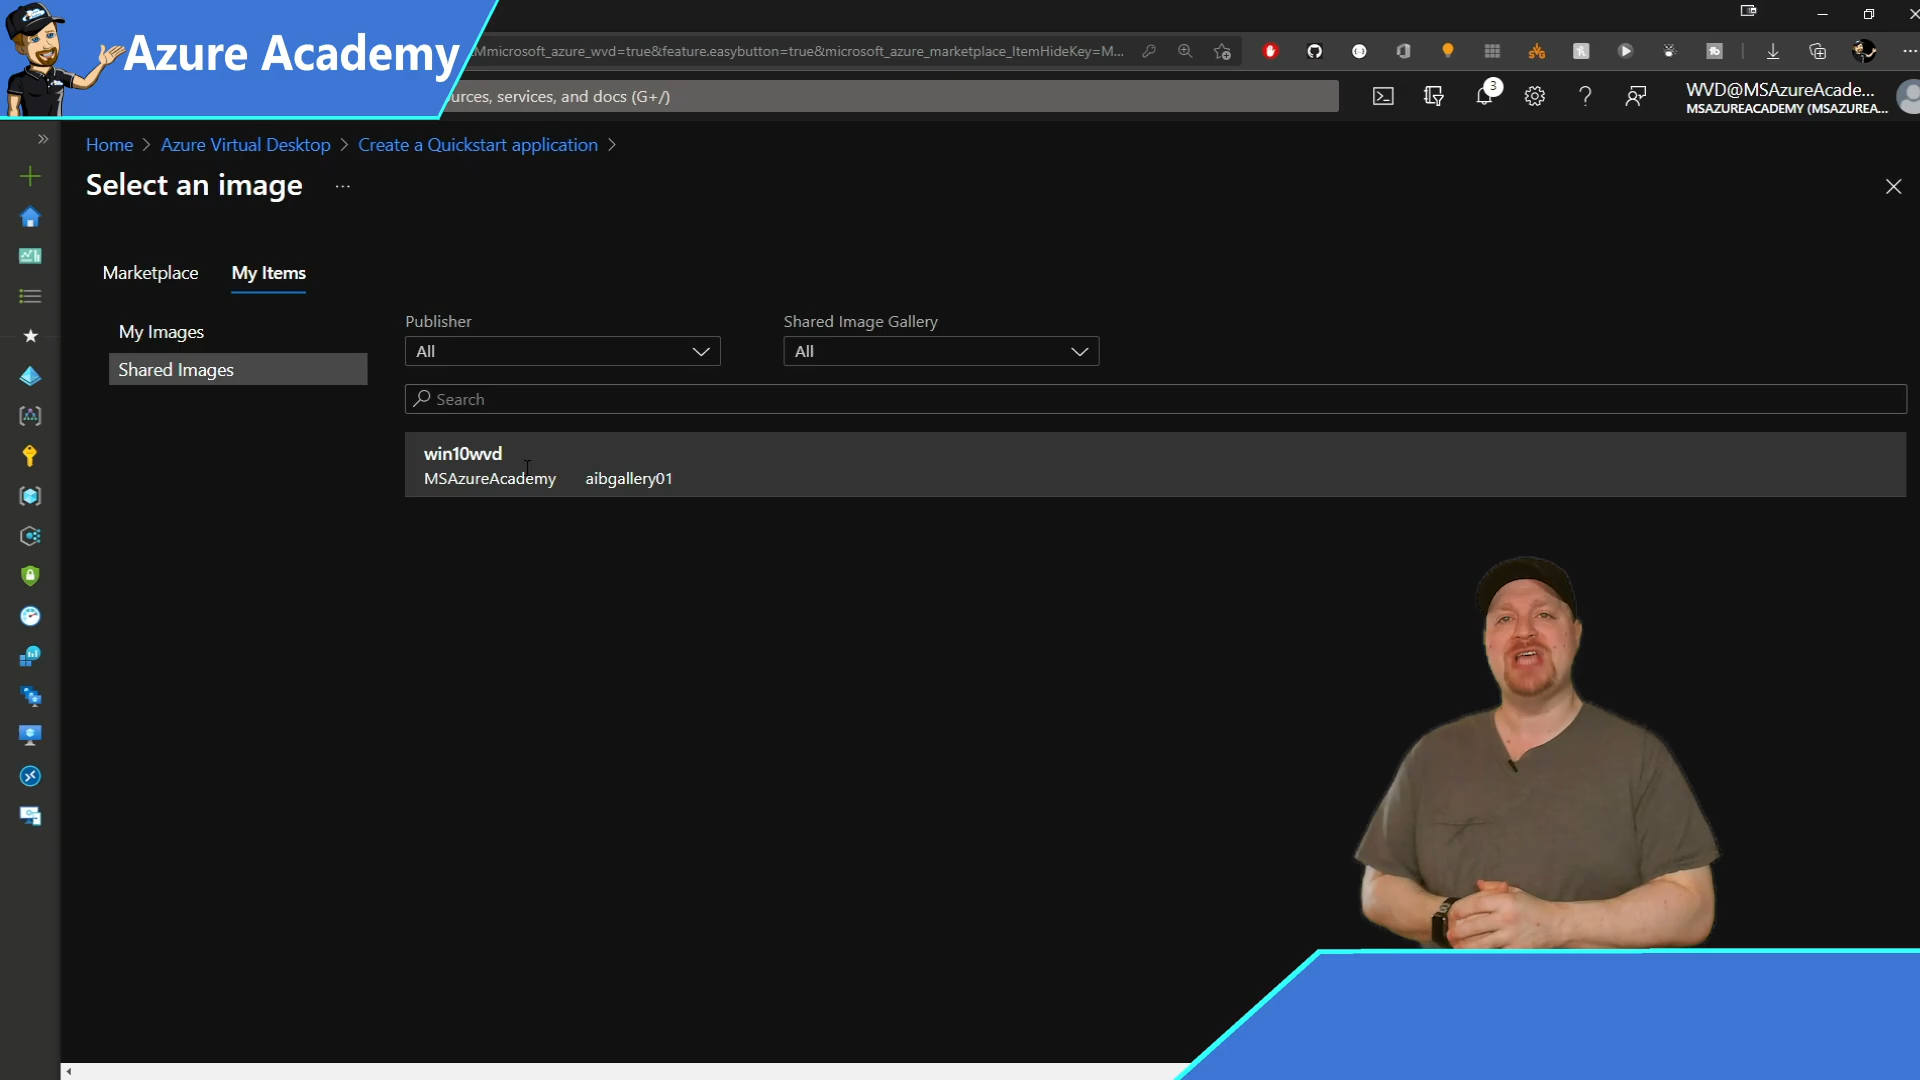 Azure Academy
Mmicrosoft_azure_wvd=true&feature.easybutton=true&microsoft_azure_marketplace_ItemHideKey=M...
urces, services, and docs (G+/)
3
WVD@MSAzureAcade...
MSAZUREACADEMY (MSAZUREA...
Home > Azure Virtual Desktop > Create a Quickstart application >
Select an image ...
Marketplace
My Items
My Images
Shared Images
Publisher
All
Shared Image Gallery
All
Search
win10wvd
MSAzureAcademy aibgallery01